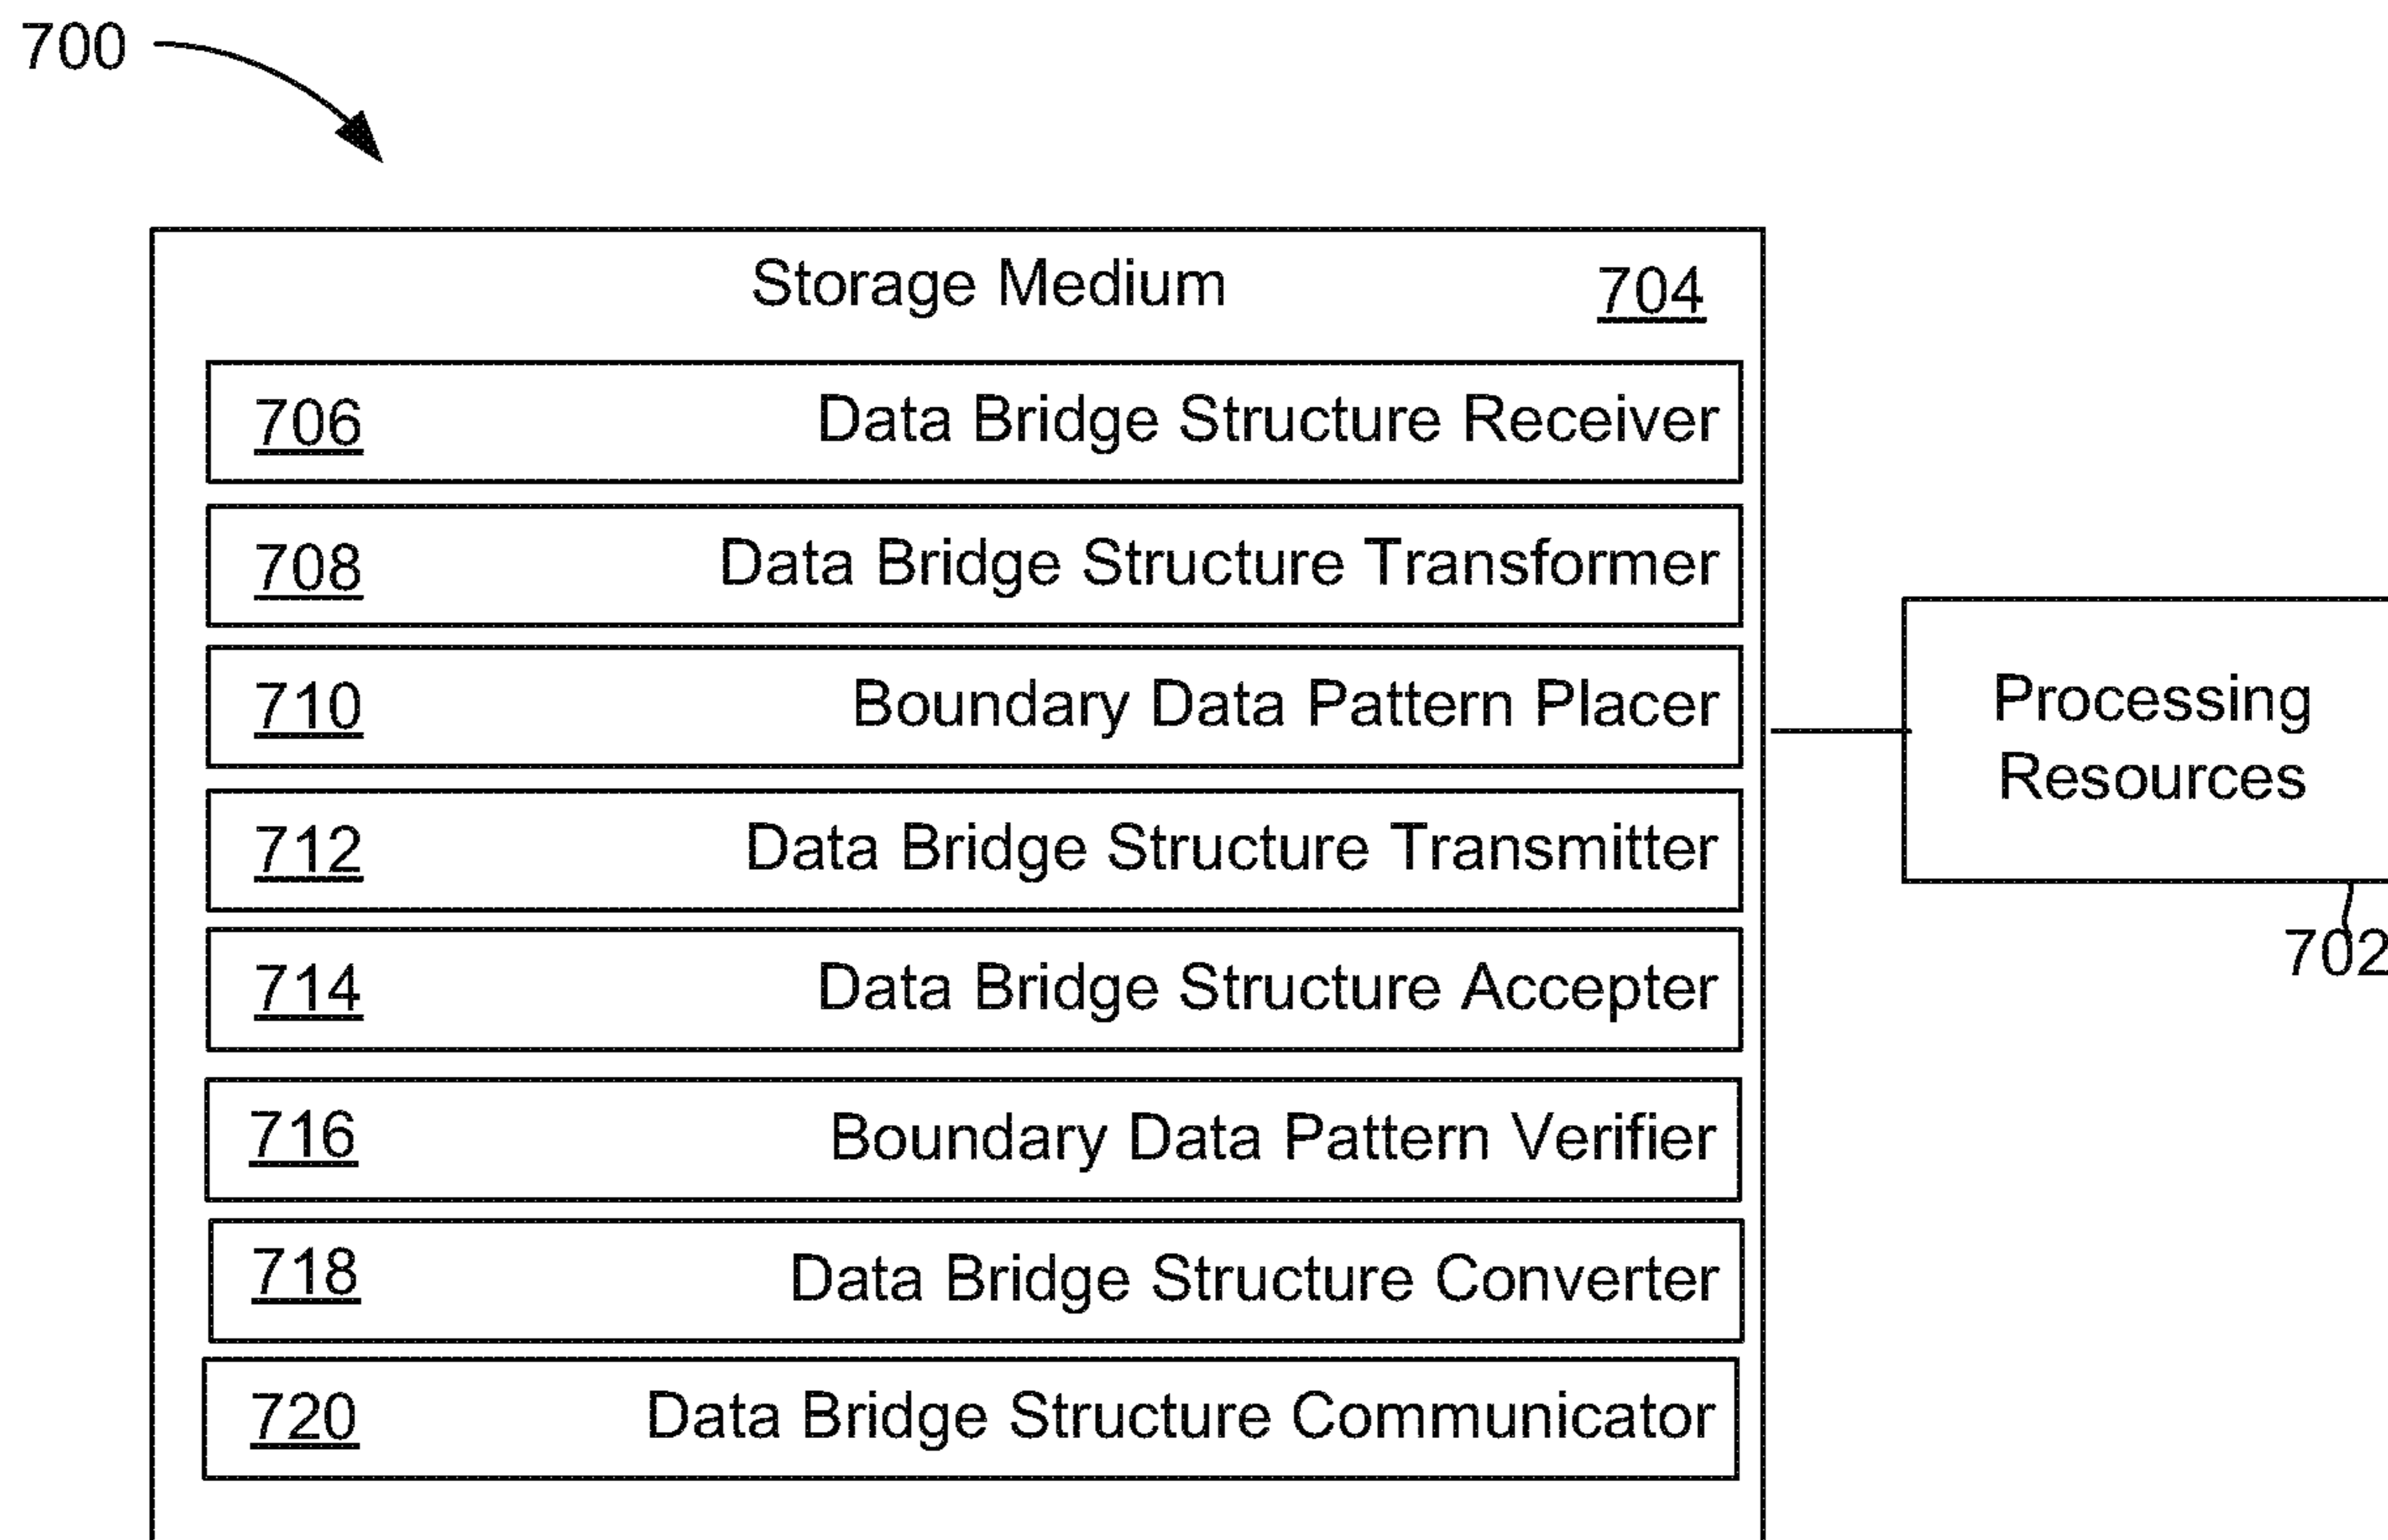 700
Storage Medium 704
706 Data Bridge Structure Receiver
708 Data Bridge Structure Transformer
710 Boundary Data Pattern Placer
712 Data Bridge Structure Transmitter
714 Data Bridge Structure Accepter
716 Boundary Data Pattern Verifier
718 Data Bridge Structure Converter
720 Data Bridge Structure Communicator
Processing
Resources
702